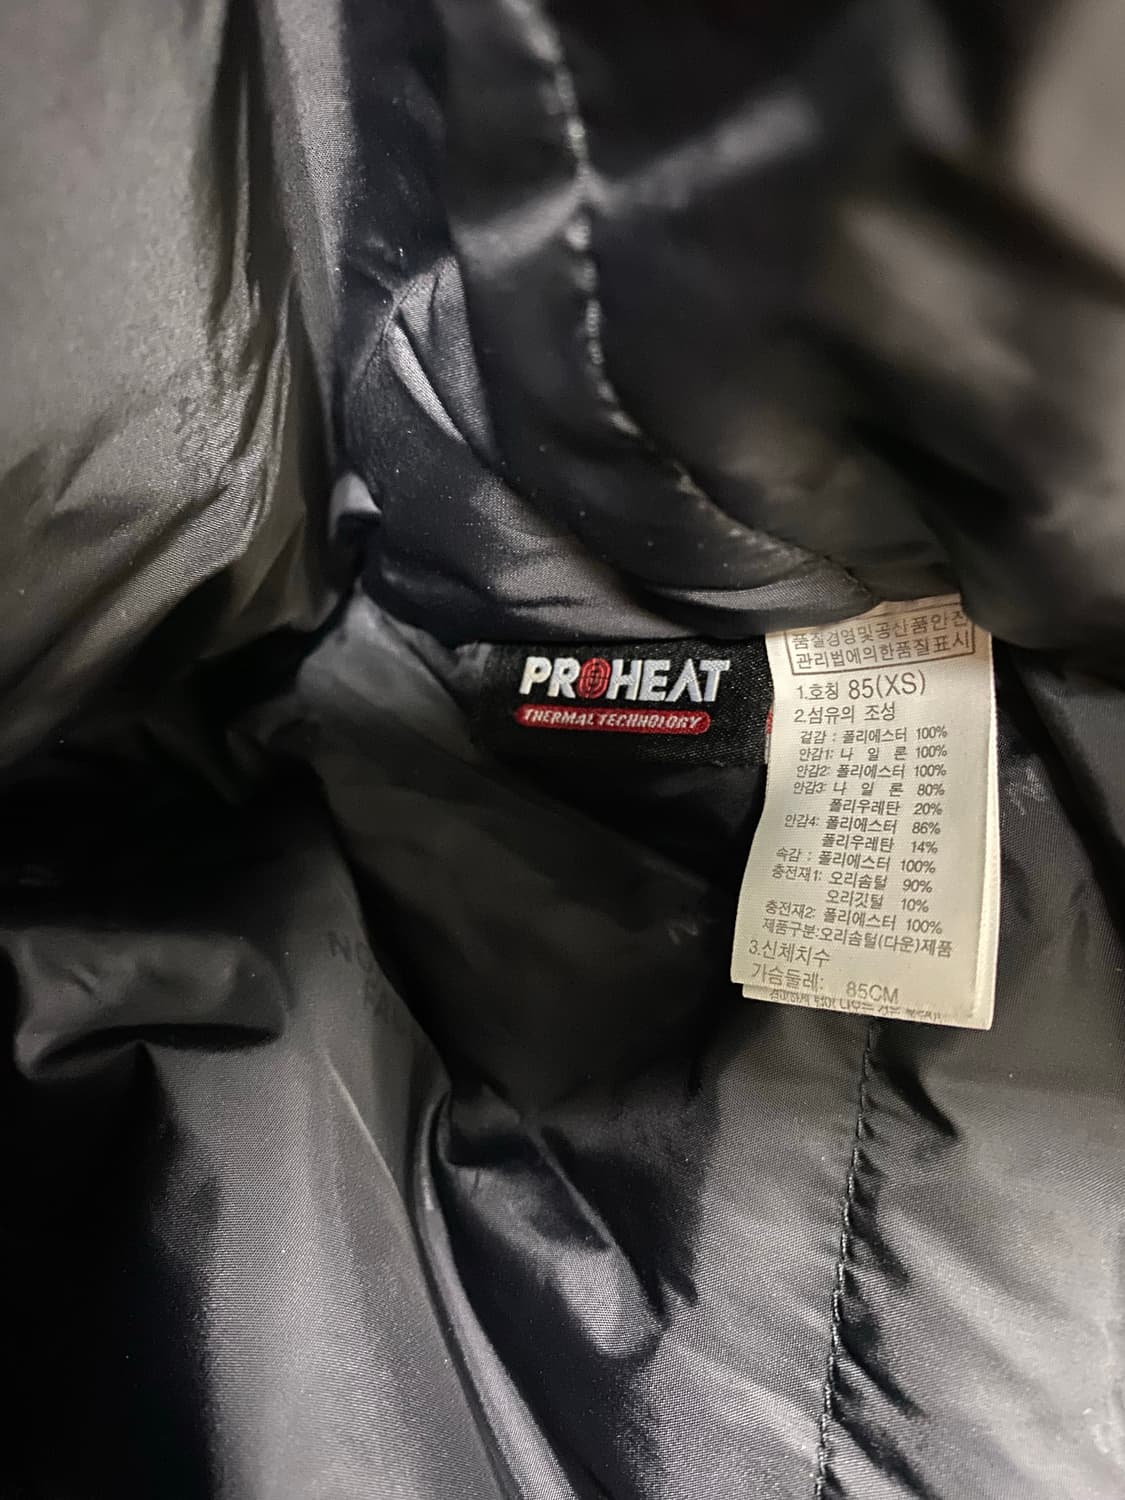 PROHEAT
THERMAL TECHNOLOGY
품질경영및공산품안전
관리법에의한품질표시
1.호칭 85(XS)
2.섬유의 조성
겉감 : 폴리에스터 100%
안감1: 나 일 론 100%
안감2: 폴리에스터 100%
안감3: 나 일 론 80%
폴리우레탄 20%
안감4: 폴리에스터 86%
폴리우레탄 14%
속감 : 폴리에스터 100%
충전재1: 오리솜털 90%
오리깃털 10%
충전재2: 폴리에스터 100%
제품구분:오리솜털(다운)제품
3.신체치수
가슴둘레: 85CM